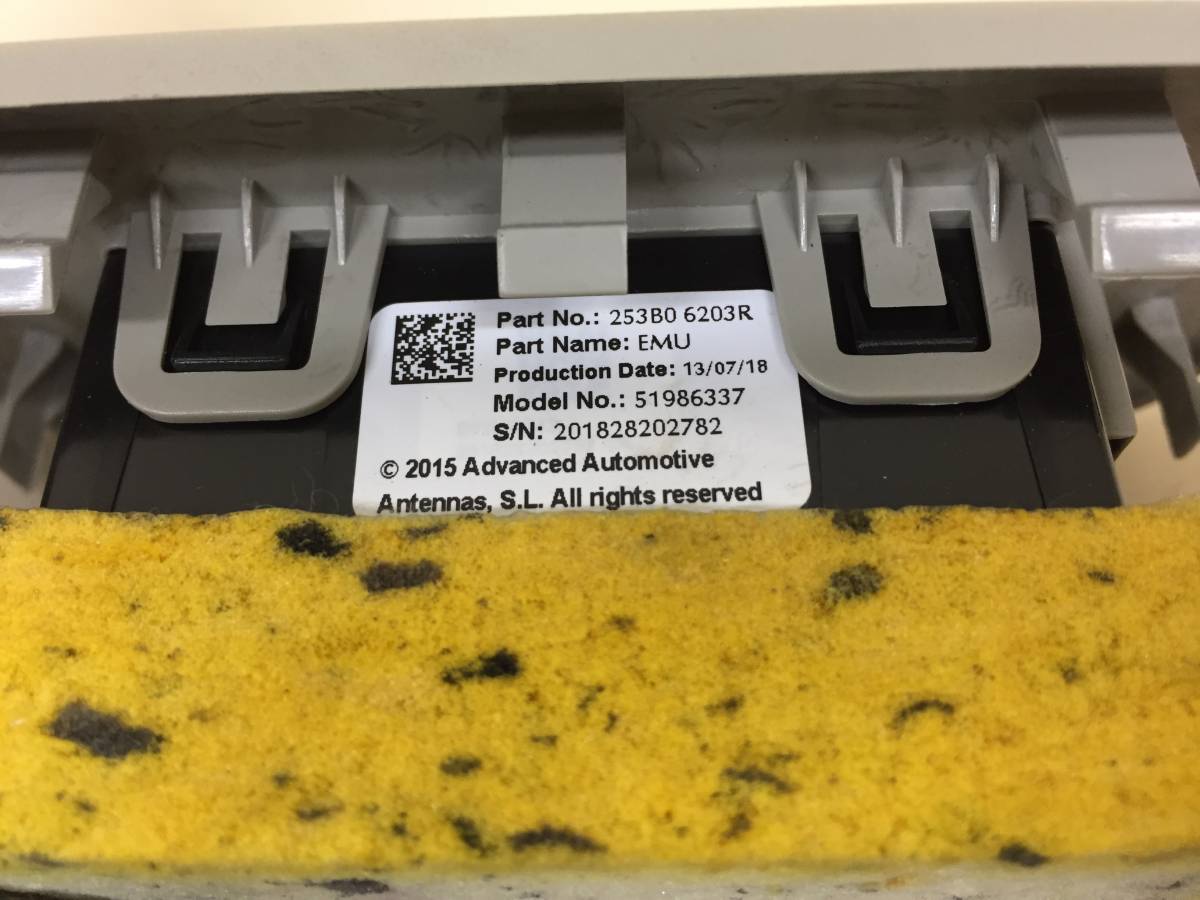 Part No.: 253B0 6203R
Part Name: EMU
Production Date: 13/07/18
Model No.: 51986337
S/N: 201828202782
© 2015 Advanced Automotive
Antennas, S.L. All rights reserved